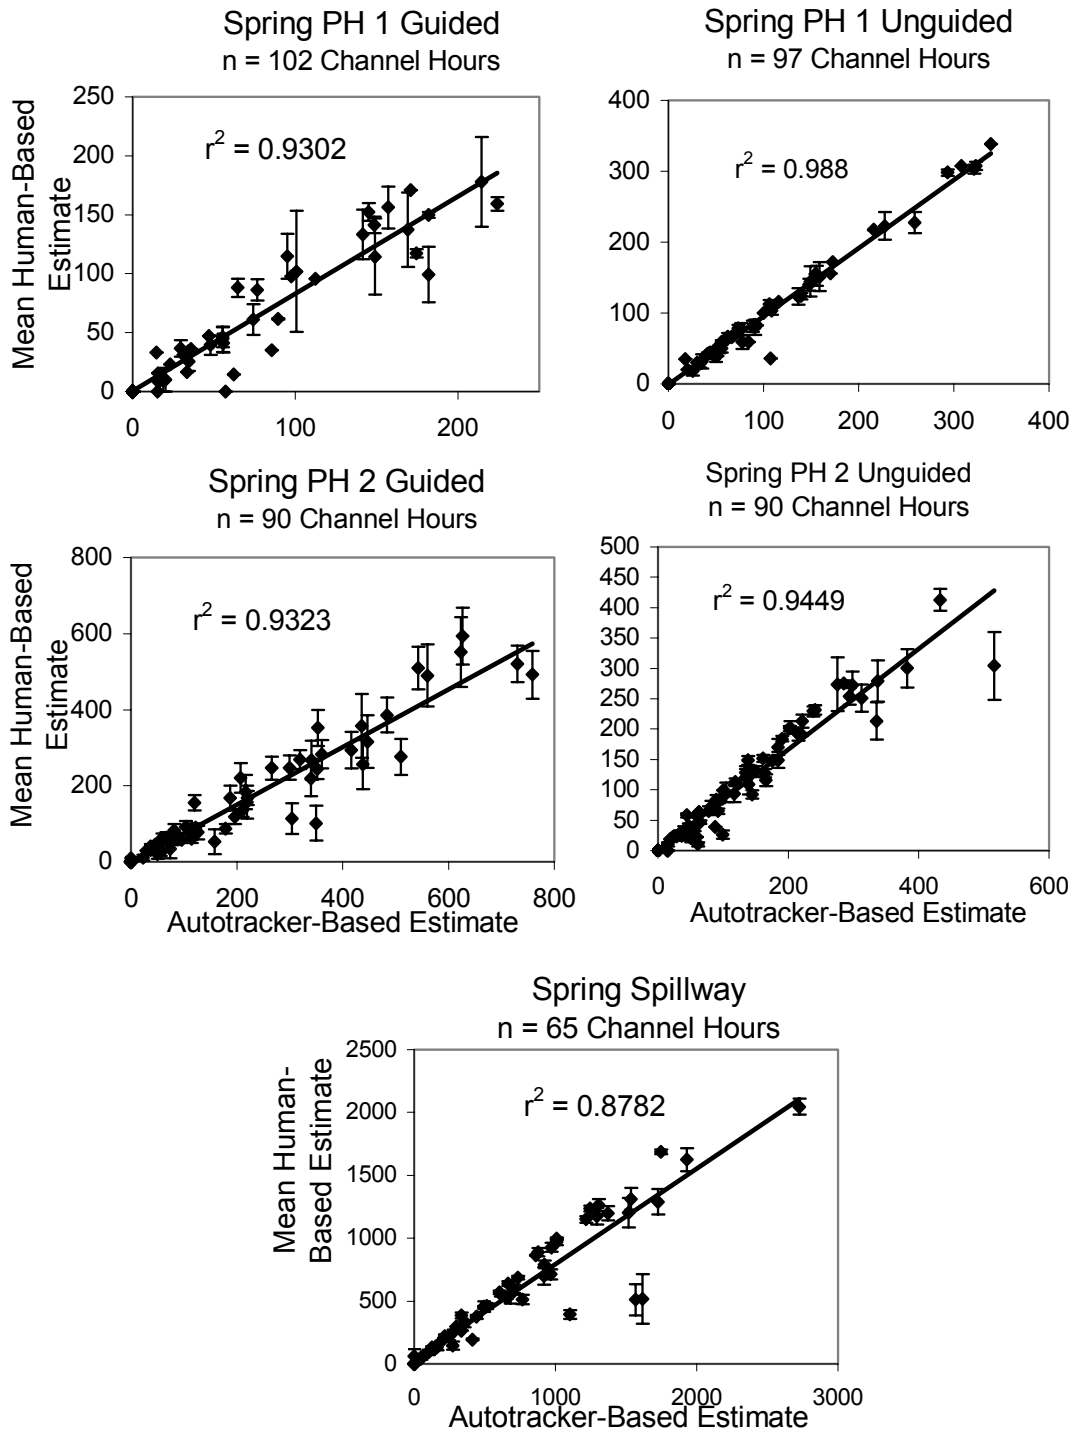 Spring PH 1 Guided
n = 102 Channel Hours
Mean Human-Based
Estimate
250
200
150
100
50
0
r² = 0.9302
0 100 200
Spring PH 1 Unguided
n = 97 Channel Hours
400
300
200
100
0
r² = 0.988
0 100 200 300 400
Spring PH 2 Guided
n = 90 Channel Hours
Mean Human-Based
Estimate
800
600
400
200
0
r² = 0.9323
0 200 400 600 800
Autotracker-Based Estimate
Spring PH 2 Unguided
n = 90 Channel Hours
500
450
400
350
300
250
200
150
100
50
0
r² = 0.9449
0 200 400 600
Autotracker-Based Estimate
Spring Spillway
n = 65 Channel Hours
Mean Human-
Based Estimate
2500
2000
1500
1000
500
0
r² = 0.8782
0 1000 2000 3000
Autotracker-Based Estimate